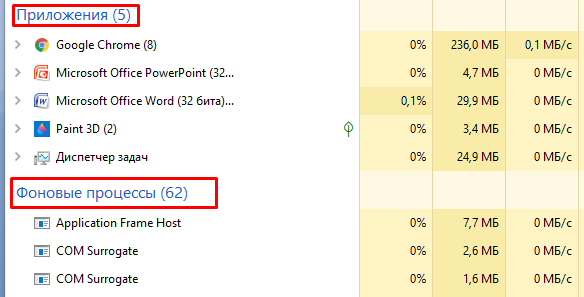 Приложения (5)
Google Chrome (8) 0% 236,0 МБ 0,1 МБ/с
Microsoft Office PowerPoint (32... 0% 4,7 МБ 0 МБ/с
Microsoft Office Word (32 бита)... 0,1% 29,9 МБ 0 МБ/с
Paint 3D (2) 0% 3,4 МБ 0 МБ/с
Диспетчер задач 0% 24,9 МБ 0 МБ/с
Фоновые процессы (62)
Application Frame Host 0% 7,7 МБ 0 МБ/с
COM Surrogate 0% 2,6 МБ 0 МБ/с
COM Surrogate 0% 1,6 МБ 0 МБ/с